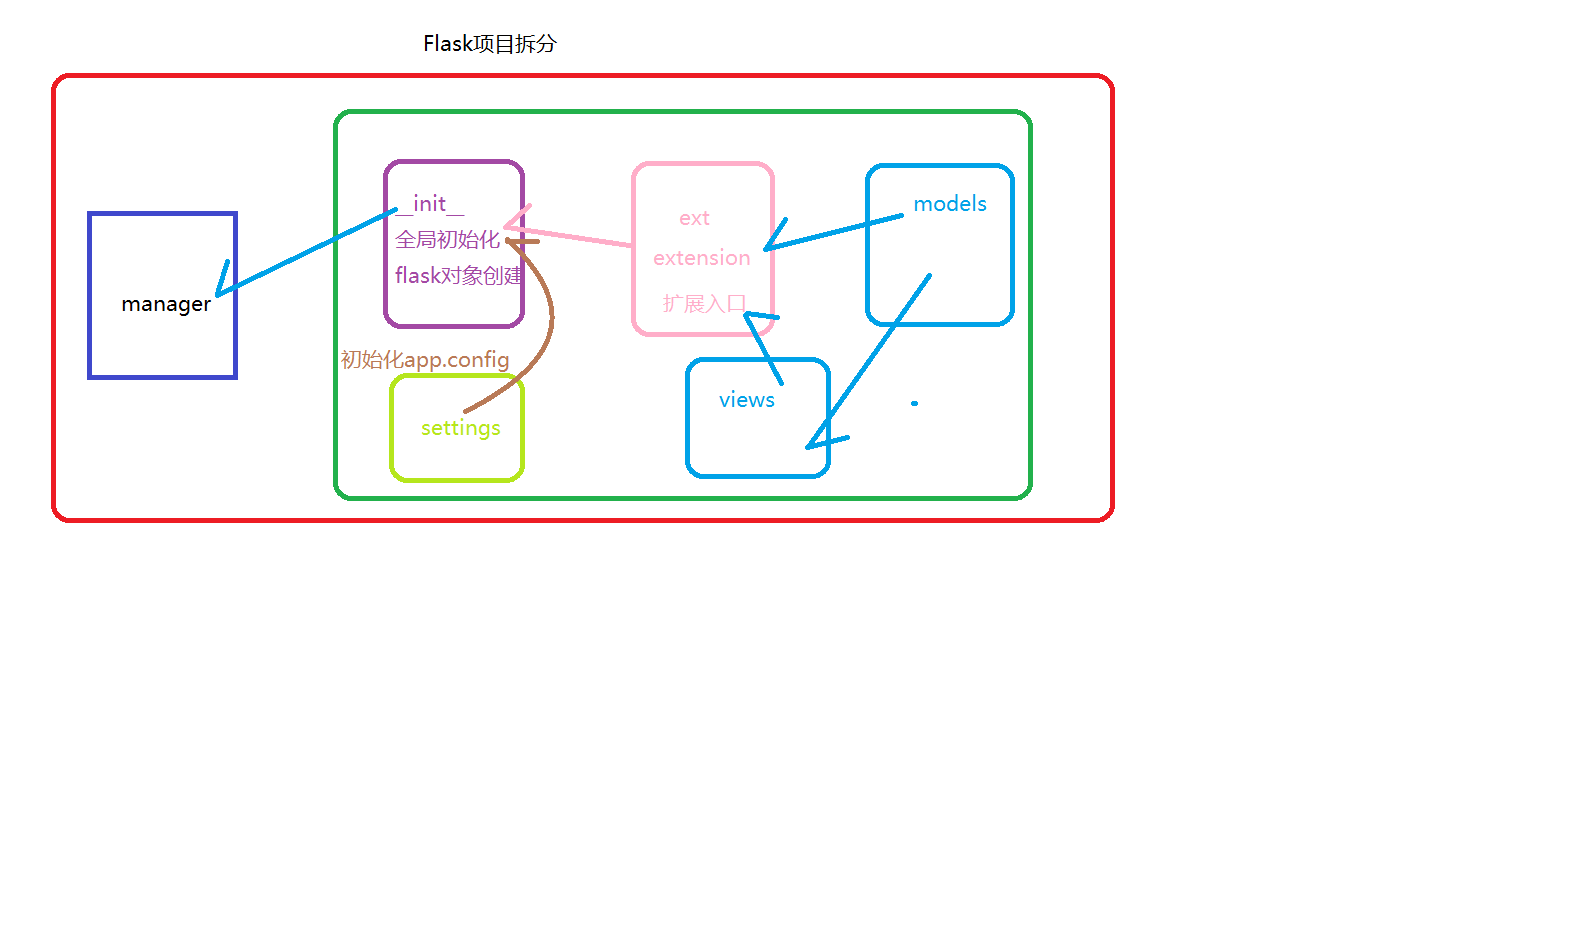 Flask项目拆分
manager
__init__
全局初始化
flask对象创建
初始化app.config
settings
ext
extension
扩展入口
views
models